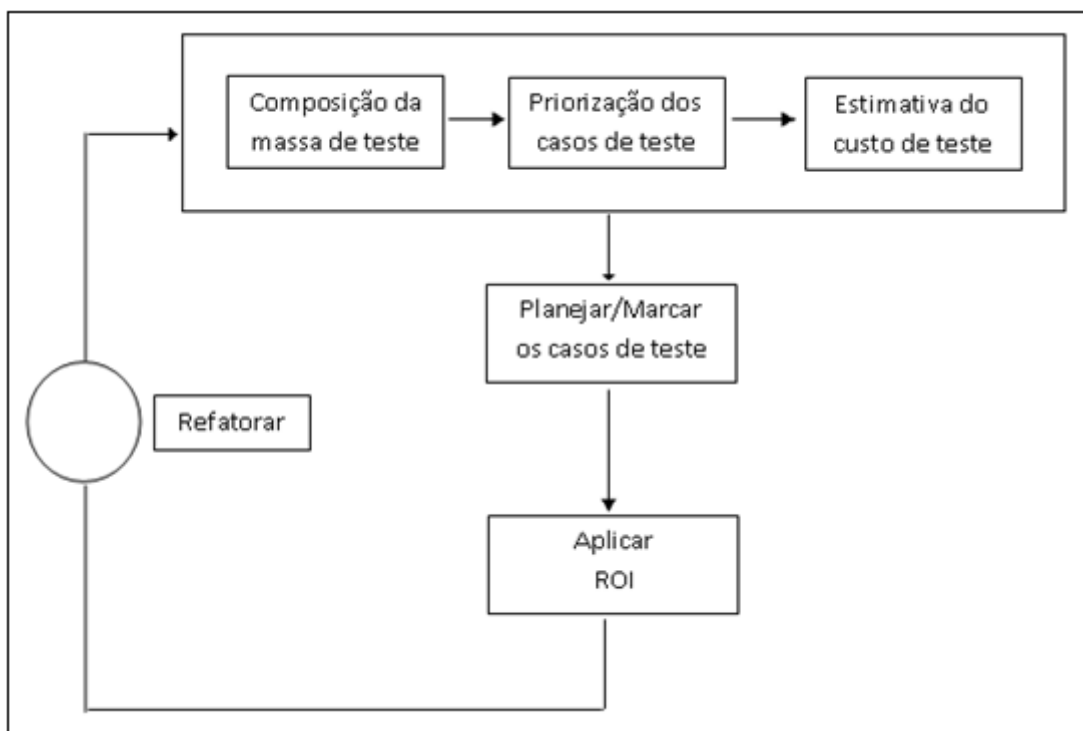 Composição da
massa de teste
Priorização dos
casos de teste
Estimativa do
custo de teste
Planejar/Marcar
os casos de teste
Refatorar
Aplicar
ROI